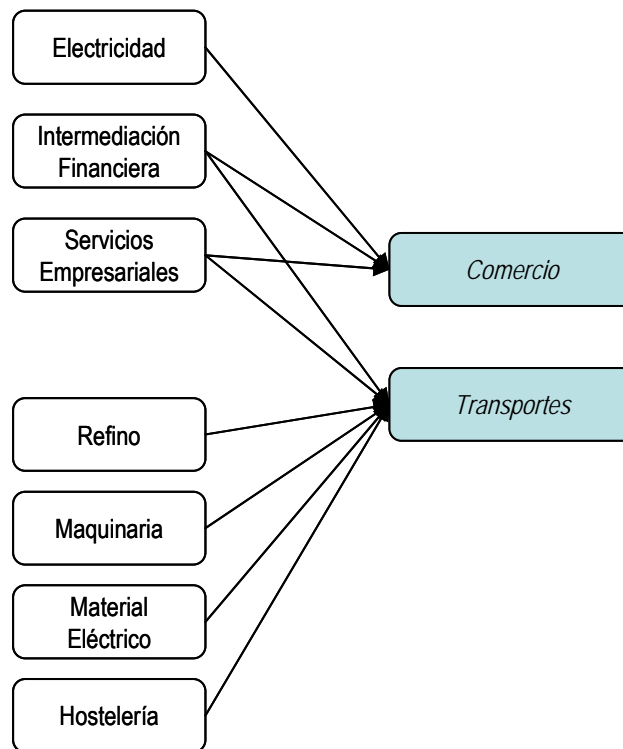 Electricidad
Intermediación
Financiera
Servicios
Empresariales
Comercio
Transportes
Refino
Maquinaria
Material
Eléctrico
Hostelería